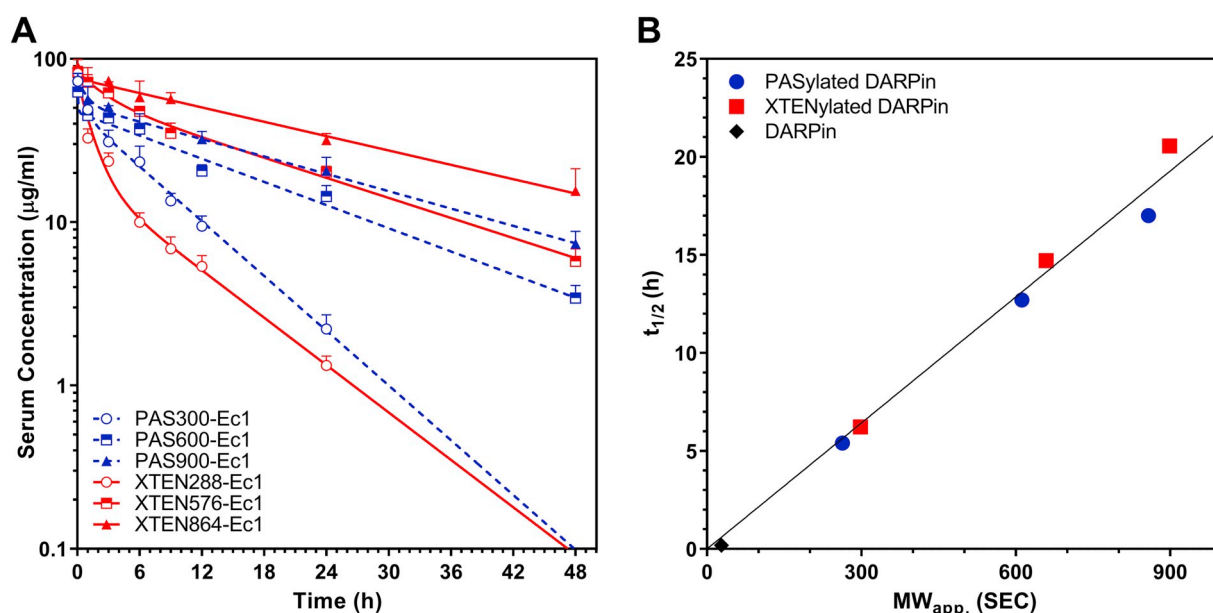 A
Serum Concentration (μg/ml)
100
10
1
0.1
0 6 12 18 24 30 36 42 48
Time (h)
PAS300-Ec1
PAS600-Ec1
PAS900-Ec1
XTEN288-Ec1
XTEN576-Ec1
XTEN864-Ec1
B
t1/2 (h)
25
20
15
10
5
0
0 300 600 900
MWapp. (SEC)
PASylated DARPin
XTENylated DARPin
DARPin